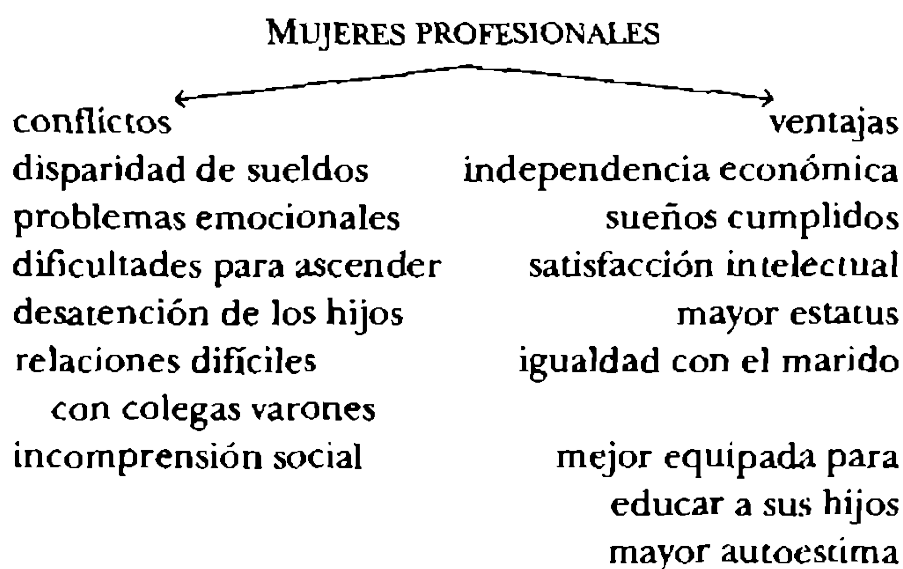 MUJERES PROFESIONALES
conflictos
disparidad de sueldos
problemas emocionales
dificultades para ascender
desatención de los hijos
relaciones difíciles
con colegas varones
incomprensión social
ventajas
independencia económica
sueños cumplidos
satisfacción intelectual
mayor estatus
igualdad con el marido
mejor equipada para
educar a sus hijos
mayor autoestima